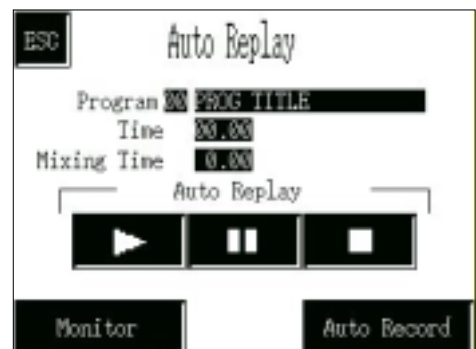 ESC
Auto Replay
Program 00 PROG TITLE
Time 00.00
Mixing Time 0.00
Auto Replay
Monitor
Auto Record